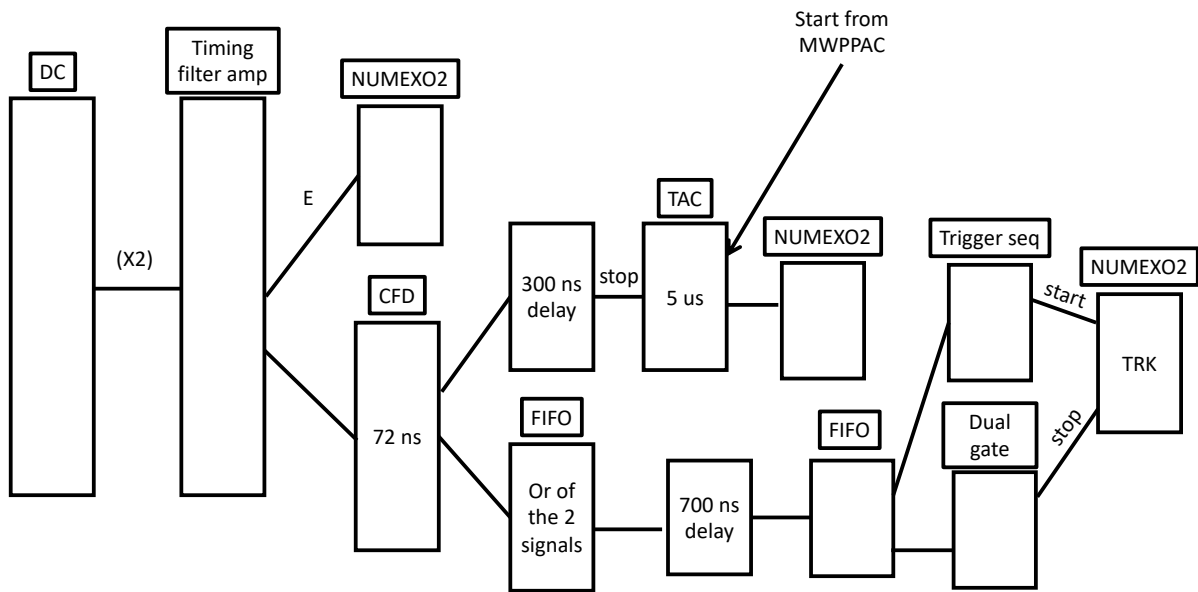 DC
(X2)
Timing
filter amp
E
NUMEXO2
CFD
72 ns
300 ns
delay
stop
TAC
5 us
Start from
MWPPAC
NUMEXO2
FIFO
Or of
the 2
signals
700 ns
delay
FIFO
Trigger seq
start
Dual
gate
stop
NUMEXO2
TRK